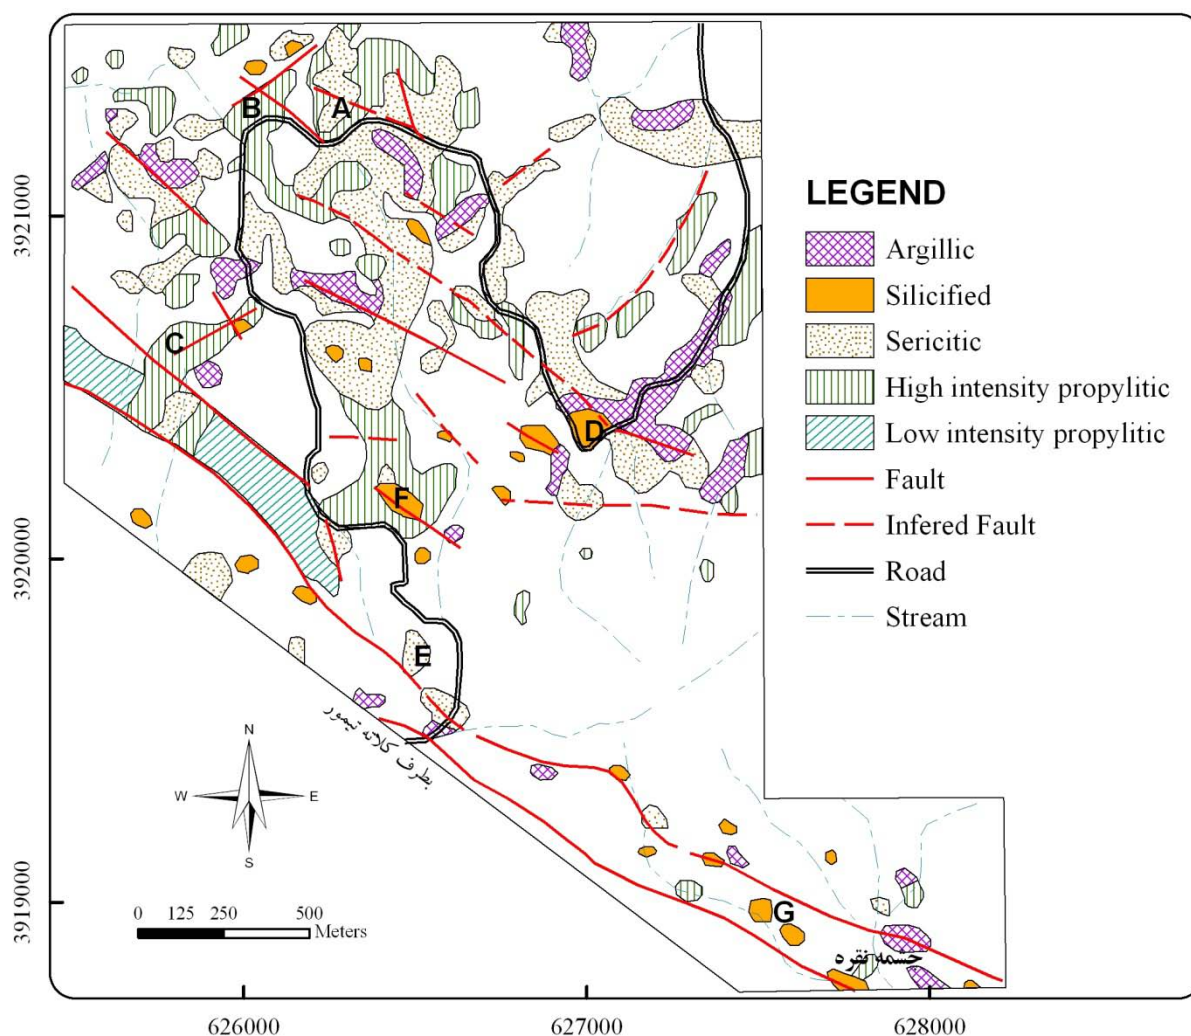 B
A
C
D
F
E
G
3921000
3920000
3919000
626000
627000
628000
LEGEND
Argillic
Silicified
Sericitic
High intensity propylitic
Low intensity propylitic
Fault
Infered Fault
Road
Stream
بطرف کلاته تیمور
N
W
E
S
0 125 250 500
Meters
چشمه نقره